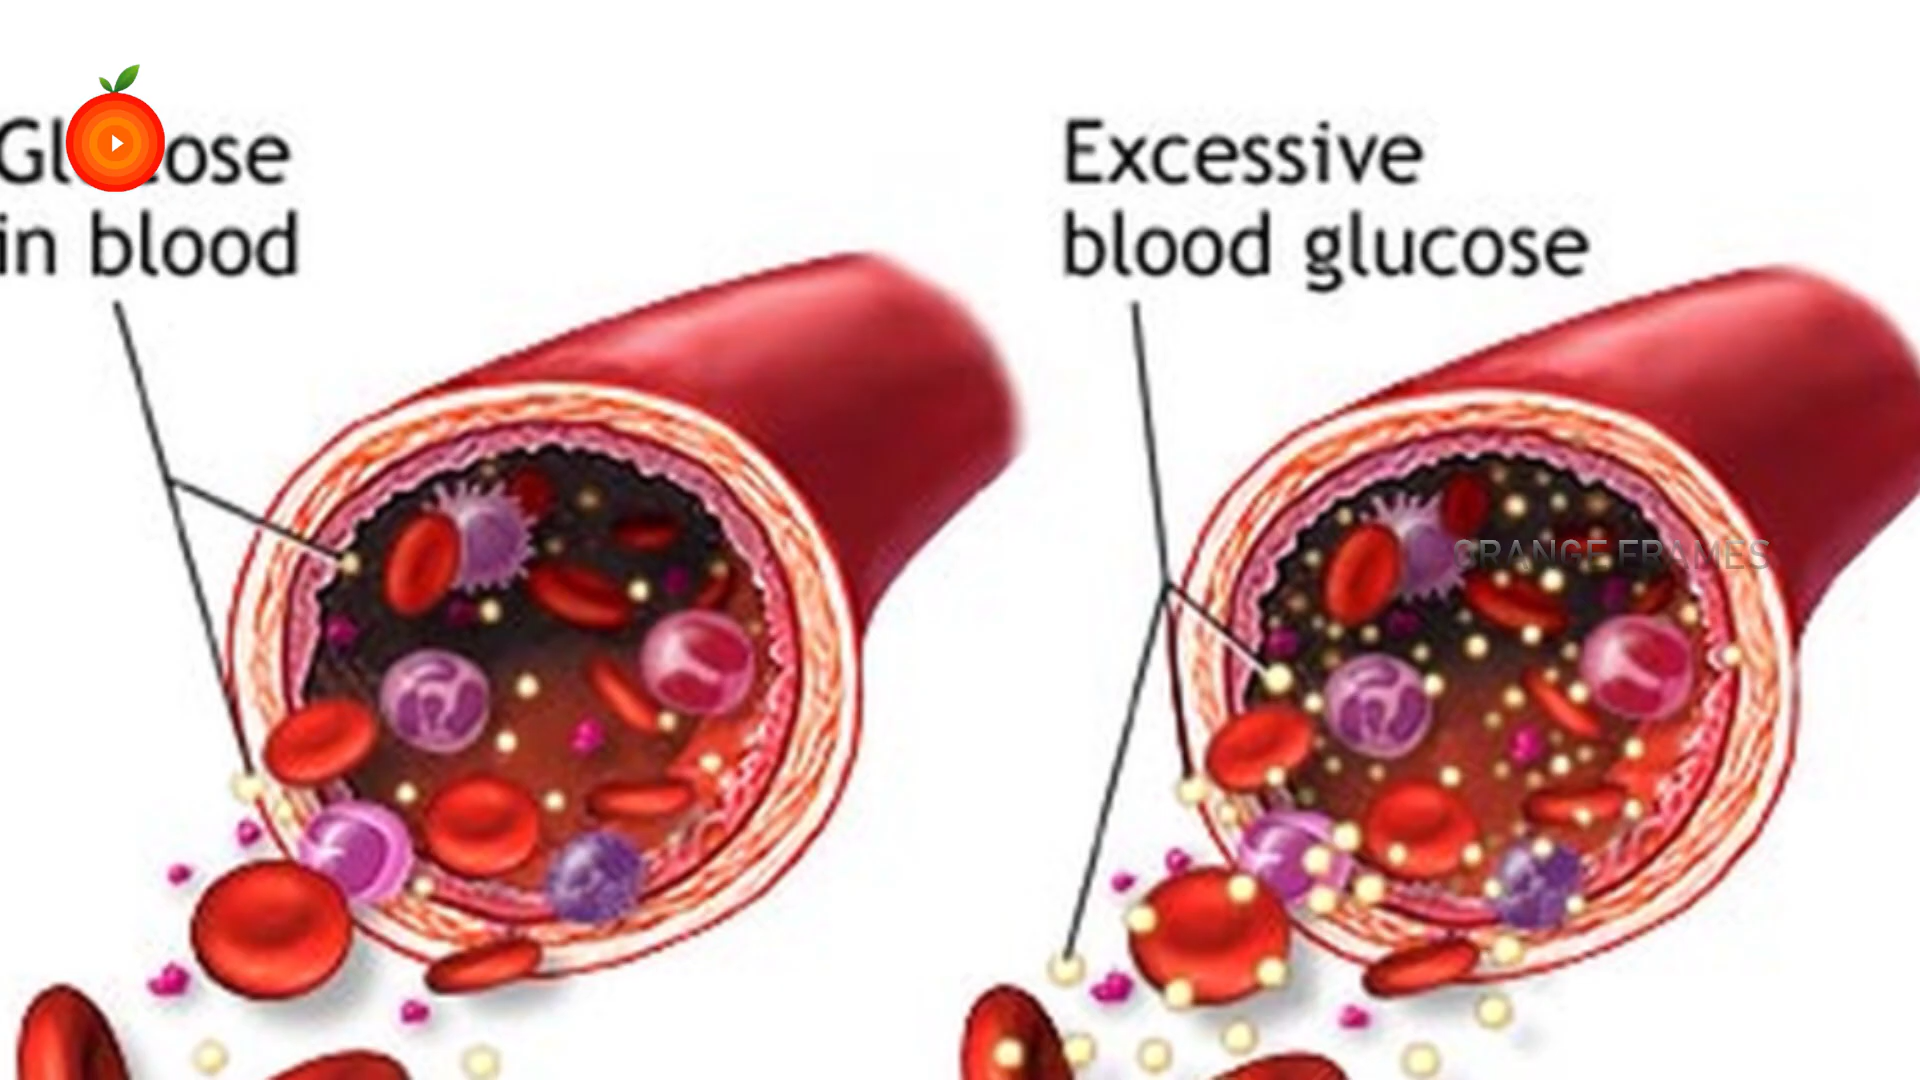 Glucose
in blood
Excessive
blood glucose
ORANGE FRAMES